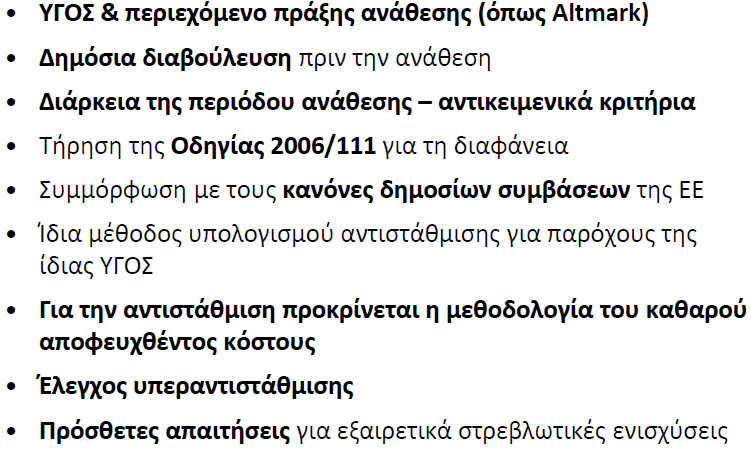 • ΥΓΟΣ & περιεχόμενο πράξης ανάθεσης (όπως Altmark)
• Δημόσια διαβούλευση πριν την ανάθεση
• Διάρκεια της περιόδου ανάθεσης – αντικειμενικά κριτήρια
• Τήρηση της Οδηγίας 2006/111 για τη διαφάνεια
• Συμμόρφωση με τους κανόνες δημοσίων συμβάσεων της ΕΕ
• Ίδια μέθοδος υπολογισμού αντιστάθμισης για παρόχους της
ίδιας ΥΓΟΣ
• Για την αντιστάθμιση προκρίνεται η μεθοδολογία του καθαρού
αποφευχθέντος κόστους
• Έλεγχος υπεραντιστάθμισης
• Πρόσθετες απαιτήσεις για εξαιρετικά στρεβλωτικές ενισχύσεις